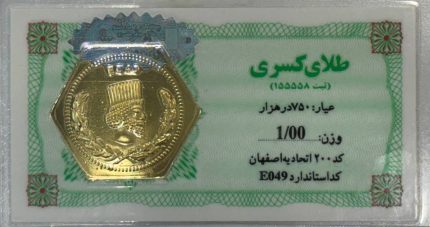 طلای کسری
(ثبت ۱۵۵۵۵۸)
عیار: ۷۵۰ در هزار
وزن: 1/00
کد ۲۰۰ اتحادیه اصفهان
کد استاندارد E049